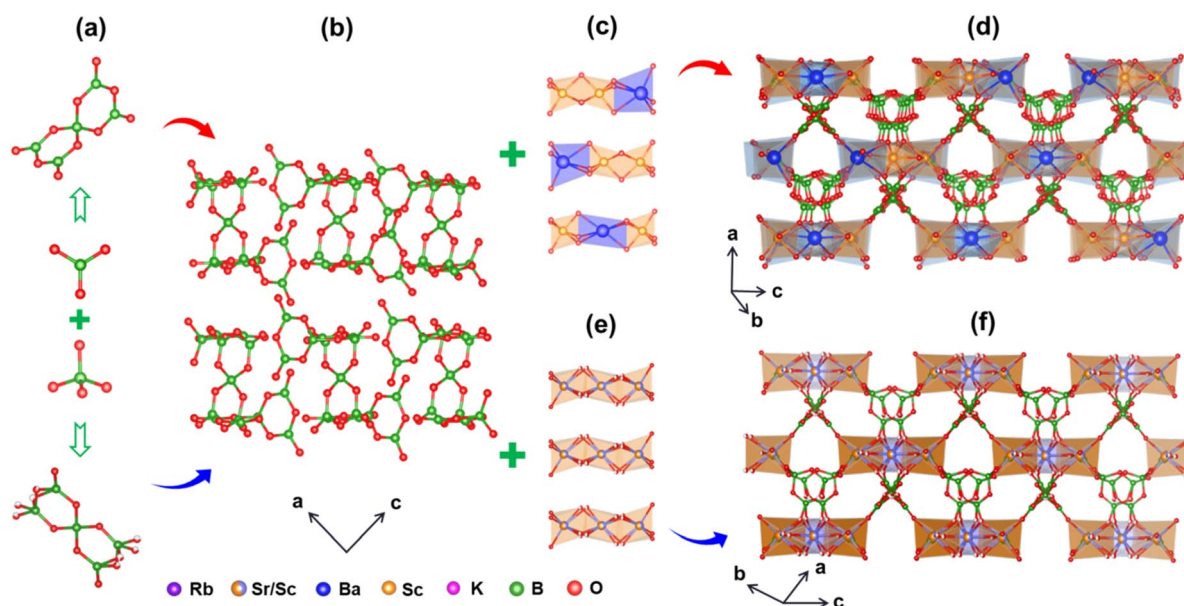 (a) (b) (c) (d)
+
a
c
b
+
(e) (f)
+
a c
b a
c
Rb Sr/Sc Ba Sc K B O